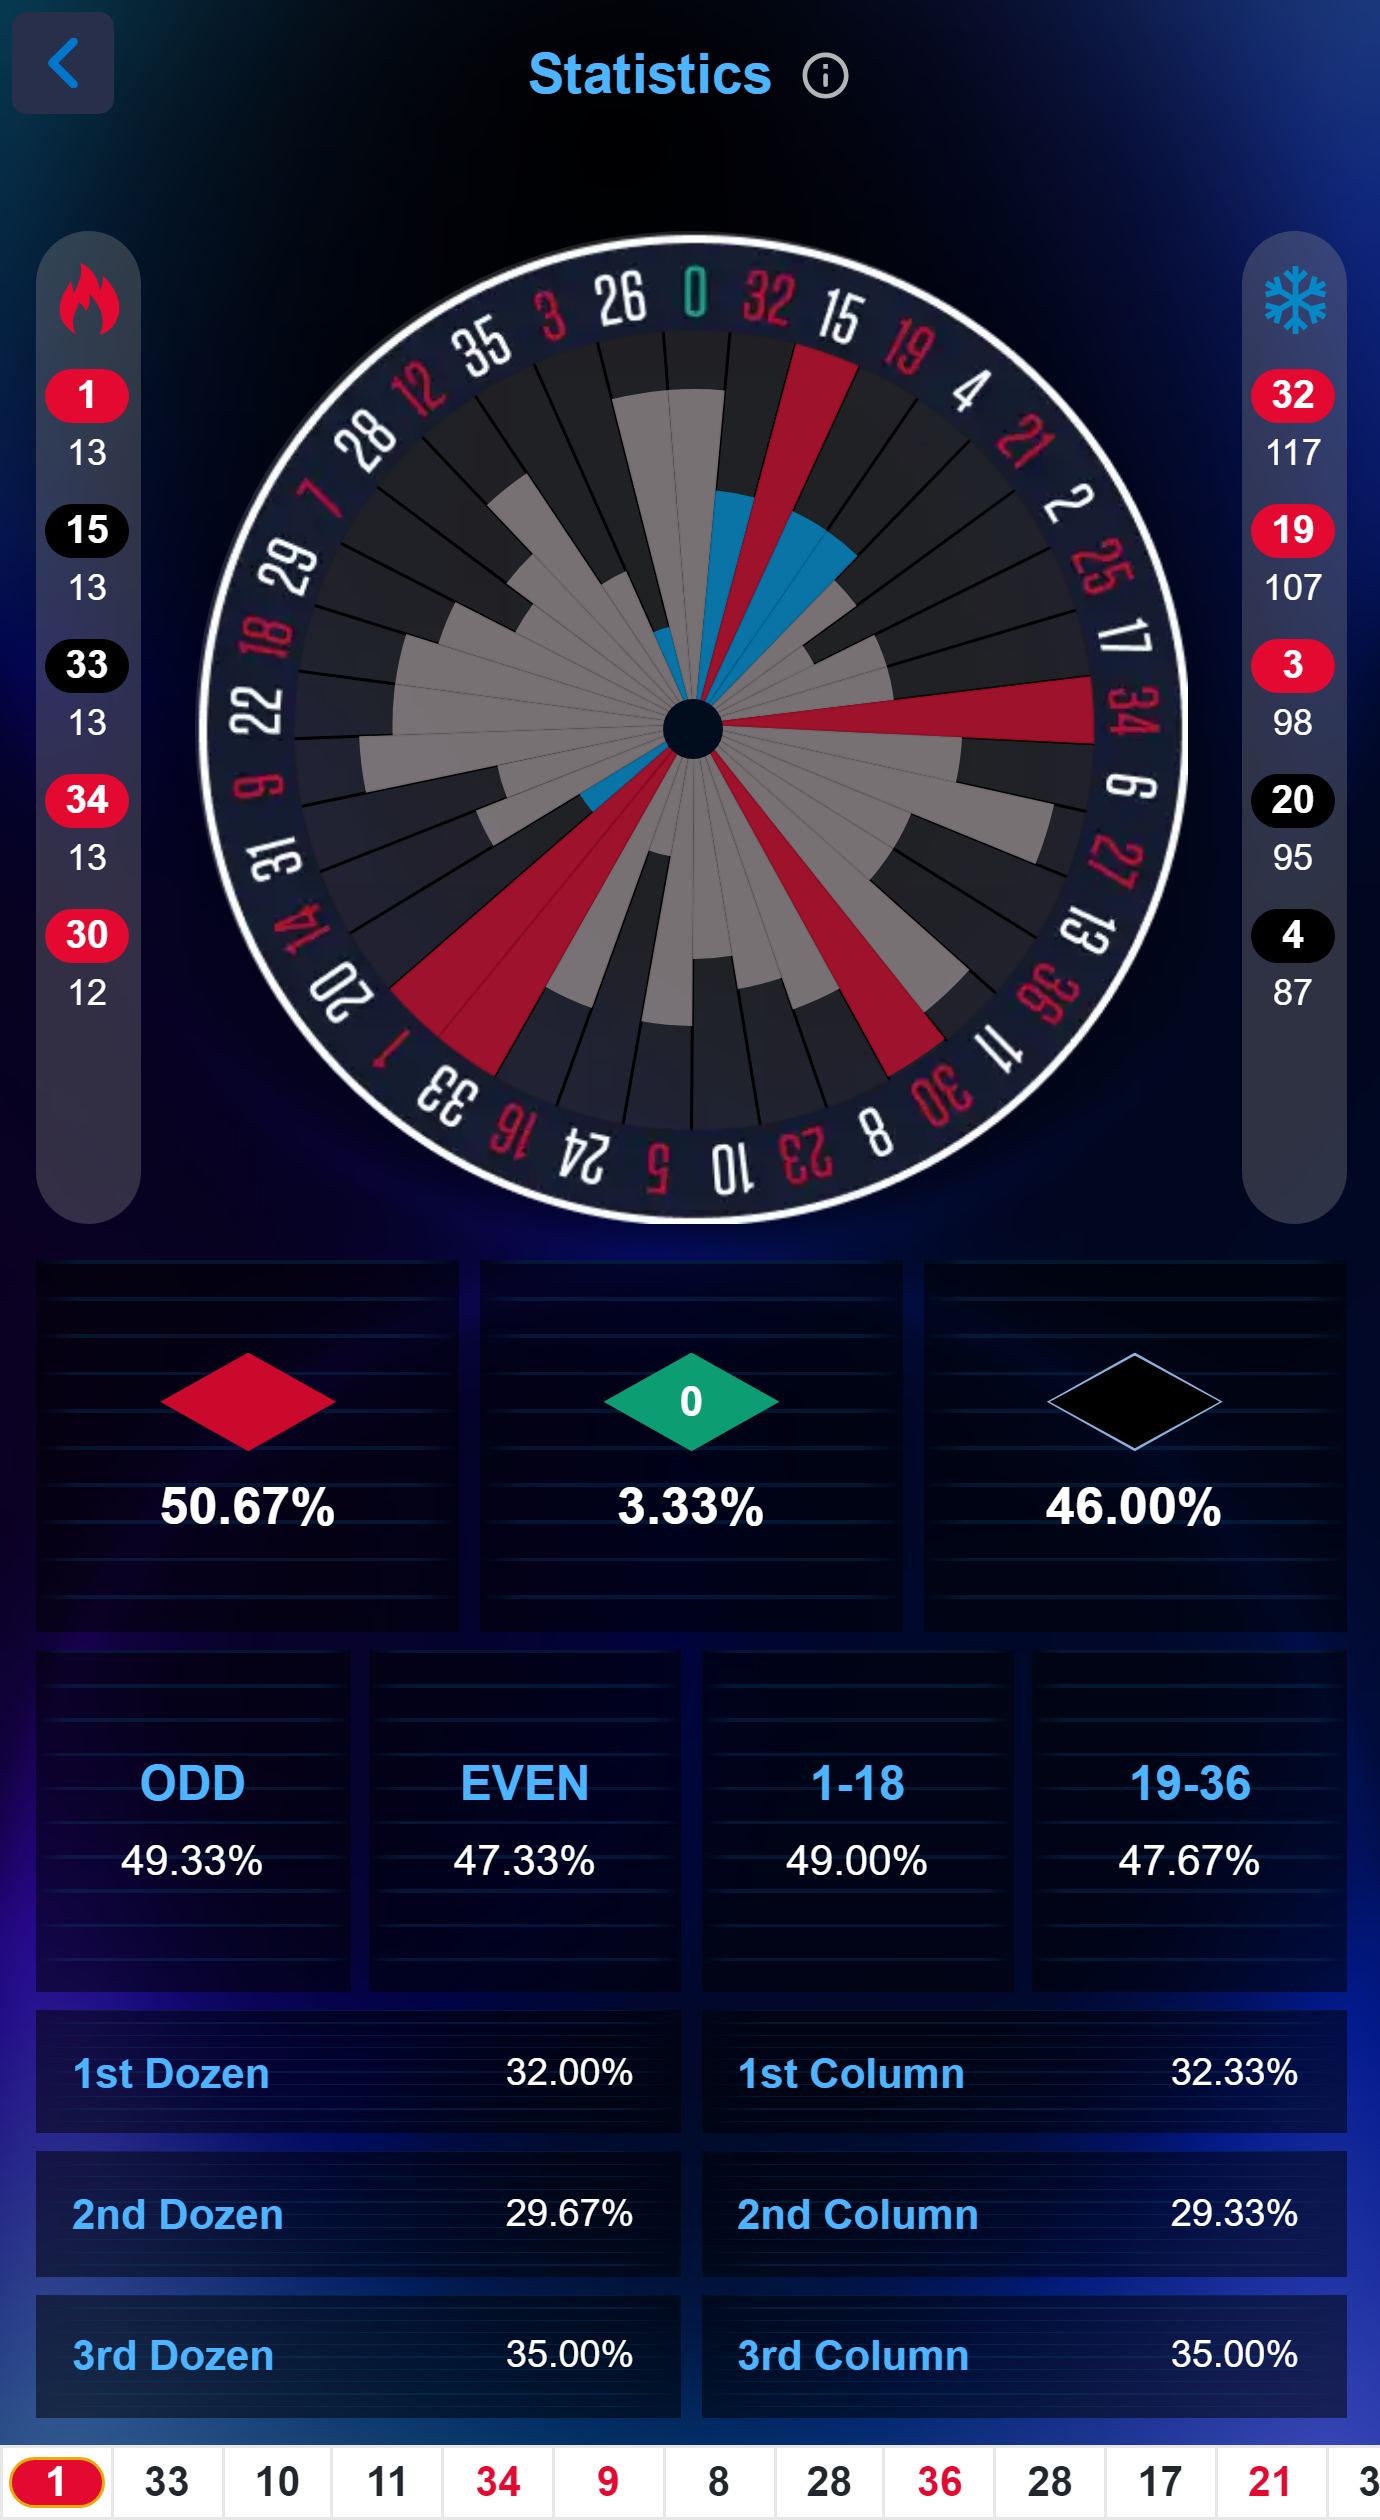 Statistics
1
13
15
13
33
13
34
13
30
12
0 32 15 19 4 21 2 25 17 34 6 27 13 36 11 30 8 23 10 5 24 16 33 1 20 14 31 9 22 18 29 7 28 12 35 3 26
32
117
19
107
3
98
20
95
4
87
0
50.67% 3.33% 46.00%
ODD EVEN 1-18 19-36
49.33% 47.33% 49.00% 47.67%
1st Dozen 32.00% 1st Column 32.33%
2nd Dozen 29.67% 2nd Column 29.33%
3rd Dozen 35.00% 3rd Column 35.00%
1 33 10 11 34 9 8 28 36 28 17 21